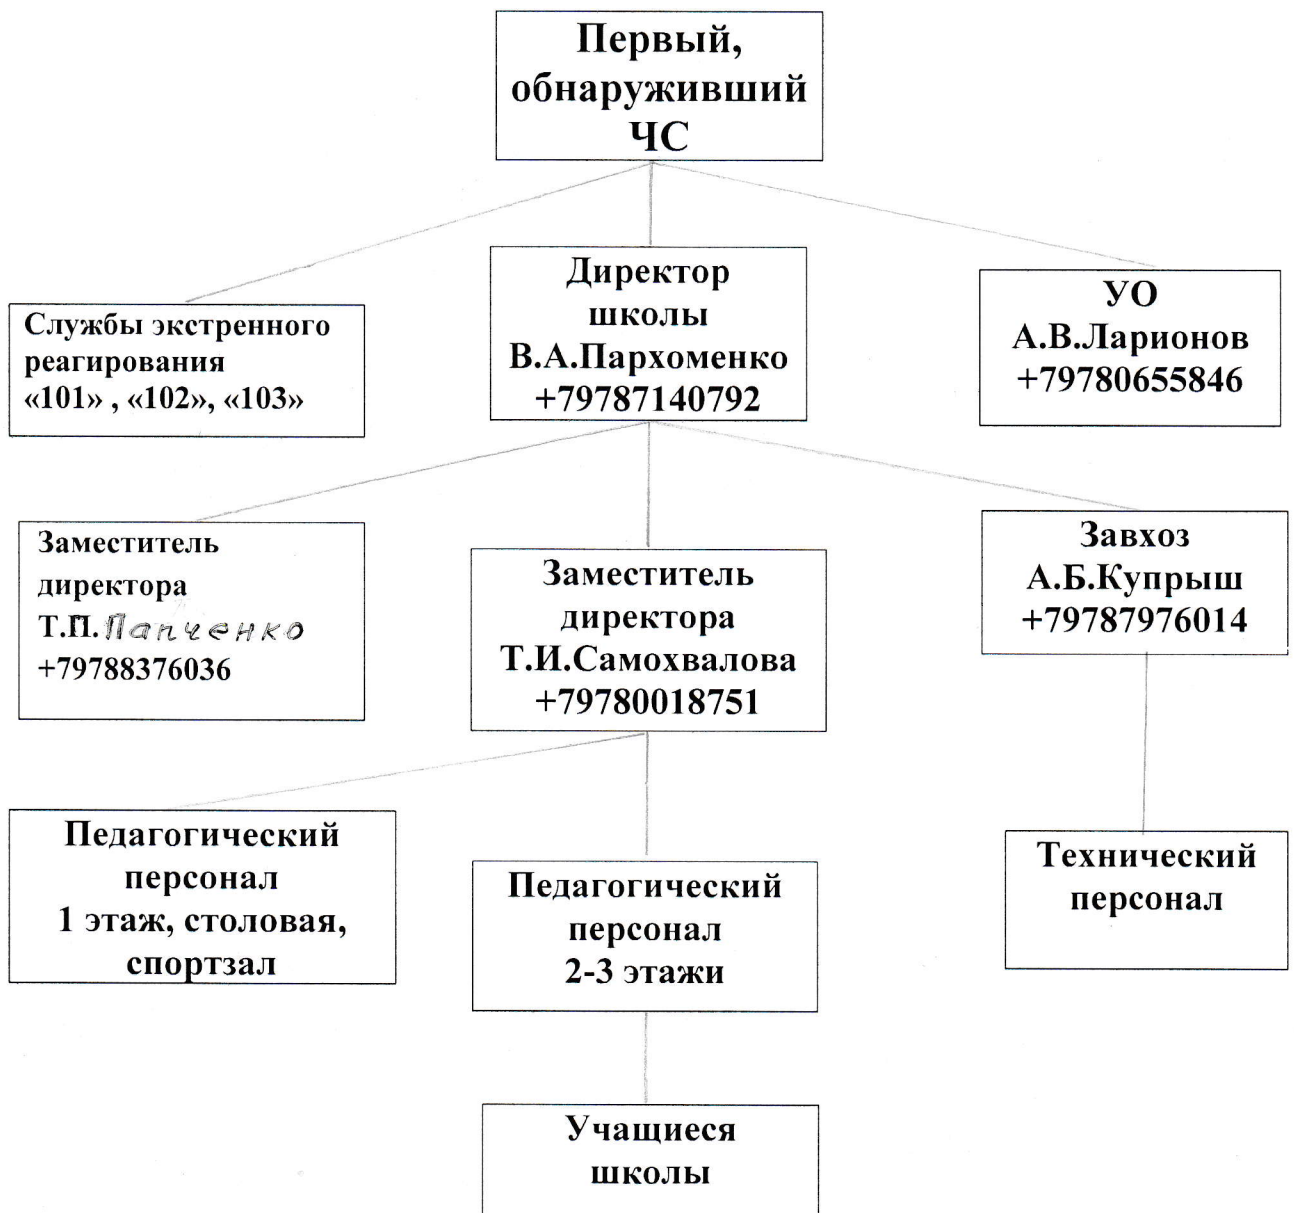 Первый,
обнаруживший
ЧС
Службы экстренного
реагирования
«101» , «102», «103»
Директор
школы
В.А.Пархоменко
+79787140792
УО
А.В.Ларионов
+79780655846
Заместитель
директора
Т.П. Папченко
+79788376036
Заместитель
директора
Т.И.Самохвалова
+79780018751
Завхоз
А.Б.Купрыш
+79787976014
Педагогический
персонал
1 этаж, столовая,
спортзал
Педагогический
персонал
2-3 этажи
Технический
персонал
Учащиеся
школы